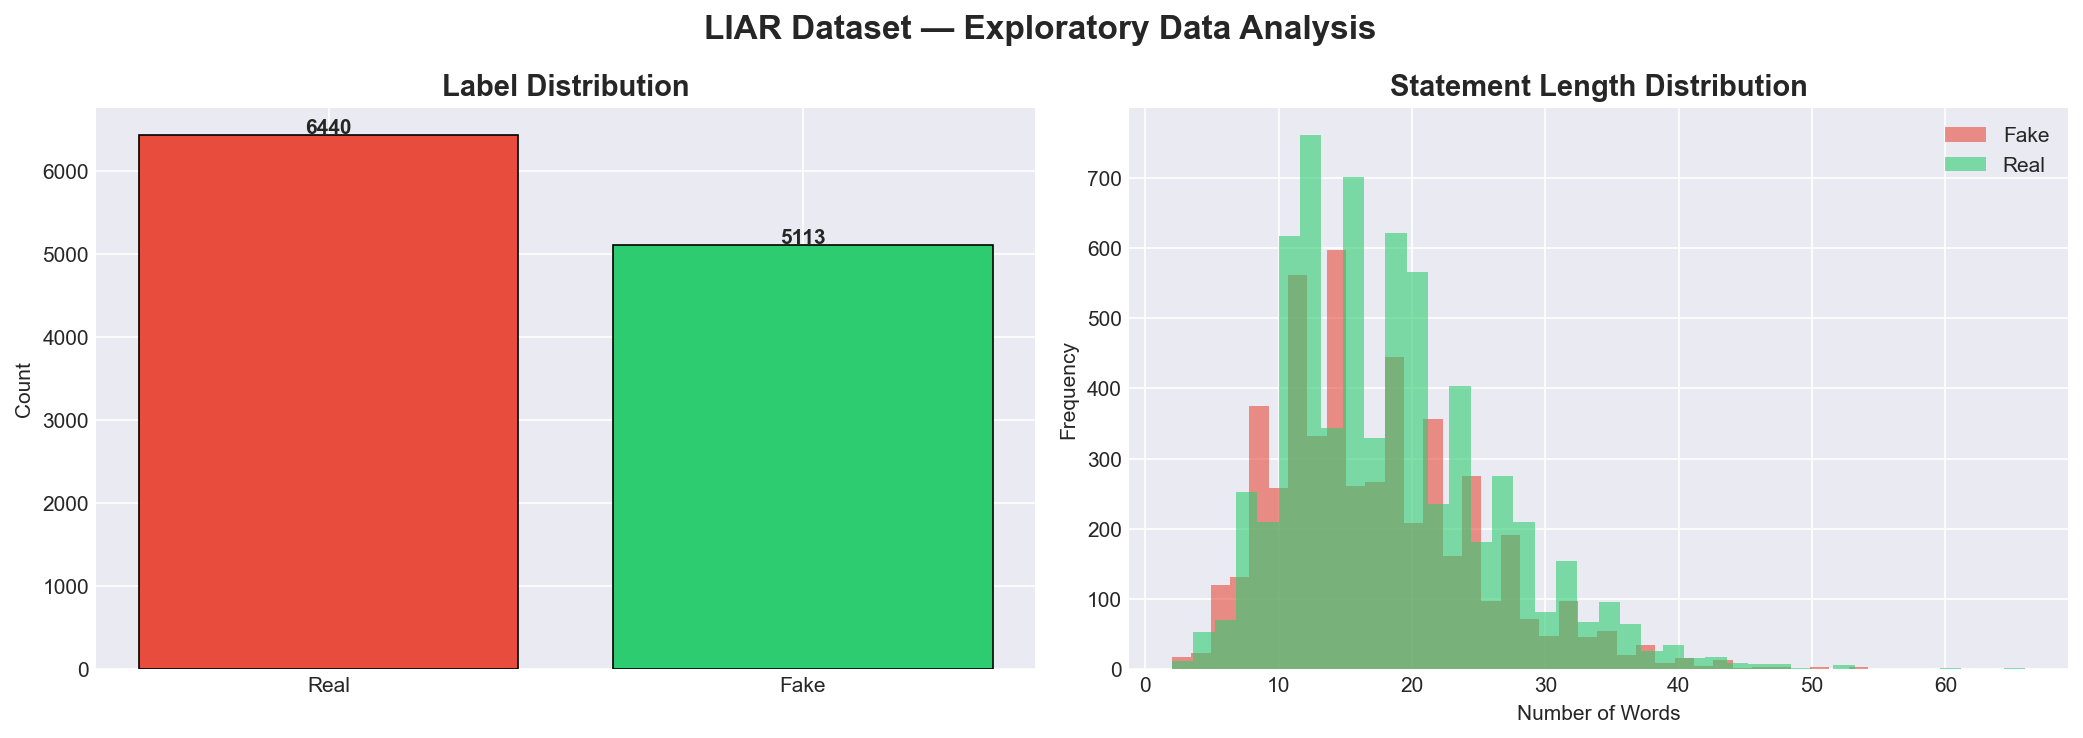 LIAR Dataset — Exploratory Data Analysis
Label Distribution
Count
6000
5000
4000
3000
2000
1000
0
6440
5113
Real
Fake
Statement Length Distribution
Frequency
700
600
500
400
300
200
100
0
Fake
Real
0 10 20 30 40 50 60
Number of Words